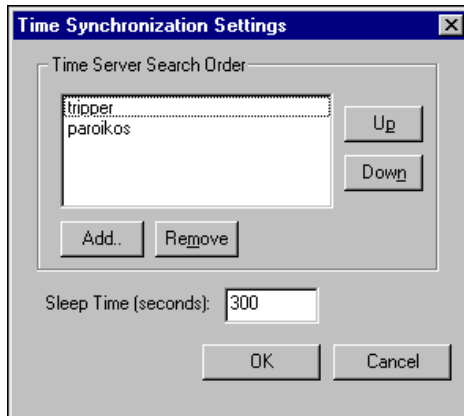 Time Synchronization Settings
Time Server Search Order
tripper
paroikos
Up
Down
Add..
Remove
Sleep Time (seconds): 300
OK
Cancel